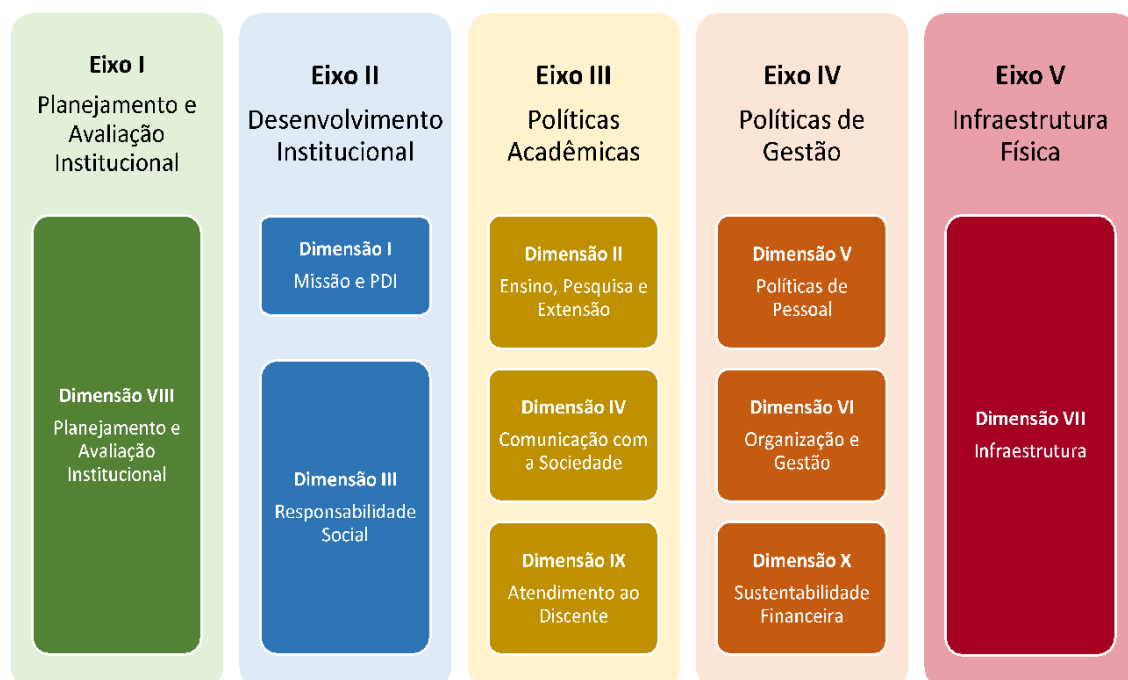 Eixo I
Planejamento e
Avaliação
Institucional
Dimensão VIII
Planejamento e
Avaliação
Institucional
Eixo II
Desenvolvimento
Institucional
Dimensão I
Missão e PDI
Dimensão III
Responsabilidade
Social
Eixo III
Políticas
Acadêmicas
Dimensão II
Ensino, Pesquisa e
Extensão
Dimensão IV
Comunicação com
a Sociedade
Dimensão IX
Atendimento ao
Discente
Eixo IV
Políticas de
Gestão
Dimensão V
Políticas de
Pessoal
Dimensão VI
Organização e
Gestão
Dimensão X
Sustentabilidade
Financeira
Eixo V
Infraestrutura
Física
Dimensão VII
Infraestrutura